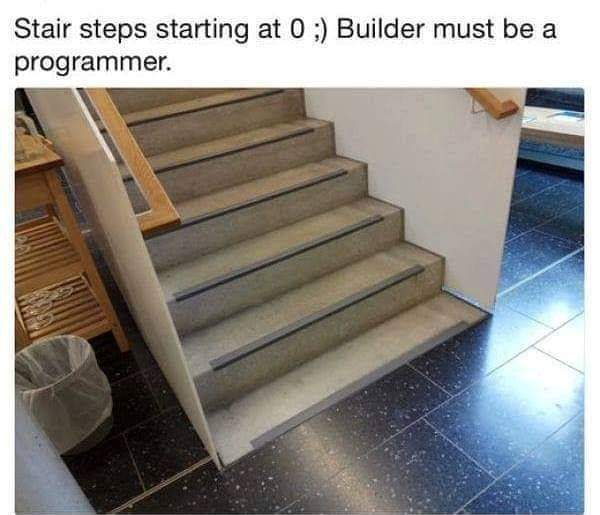 Stair steps starting at 0 ;) Builder must be a
programmer.